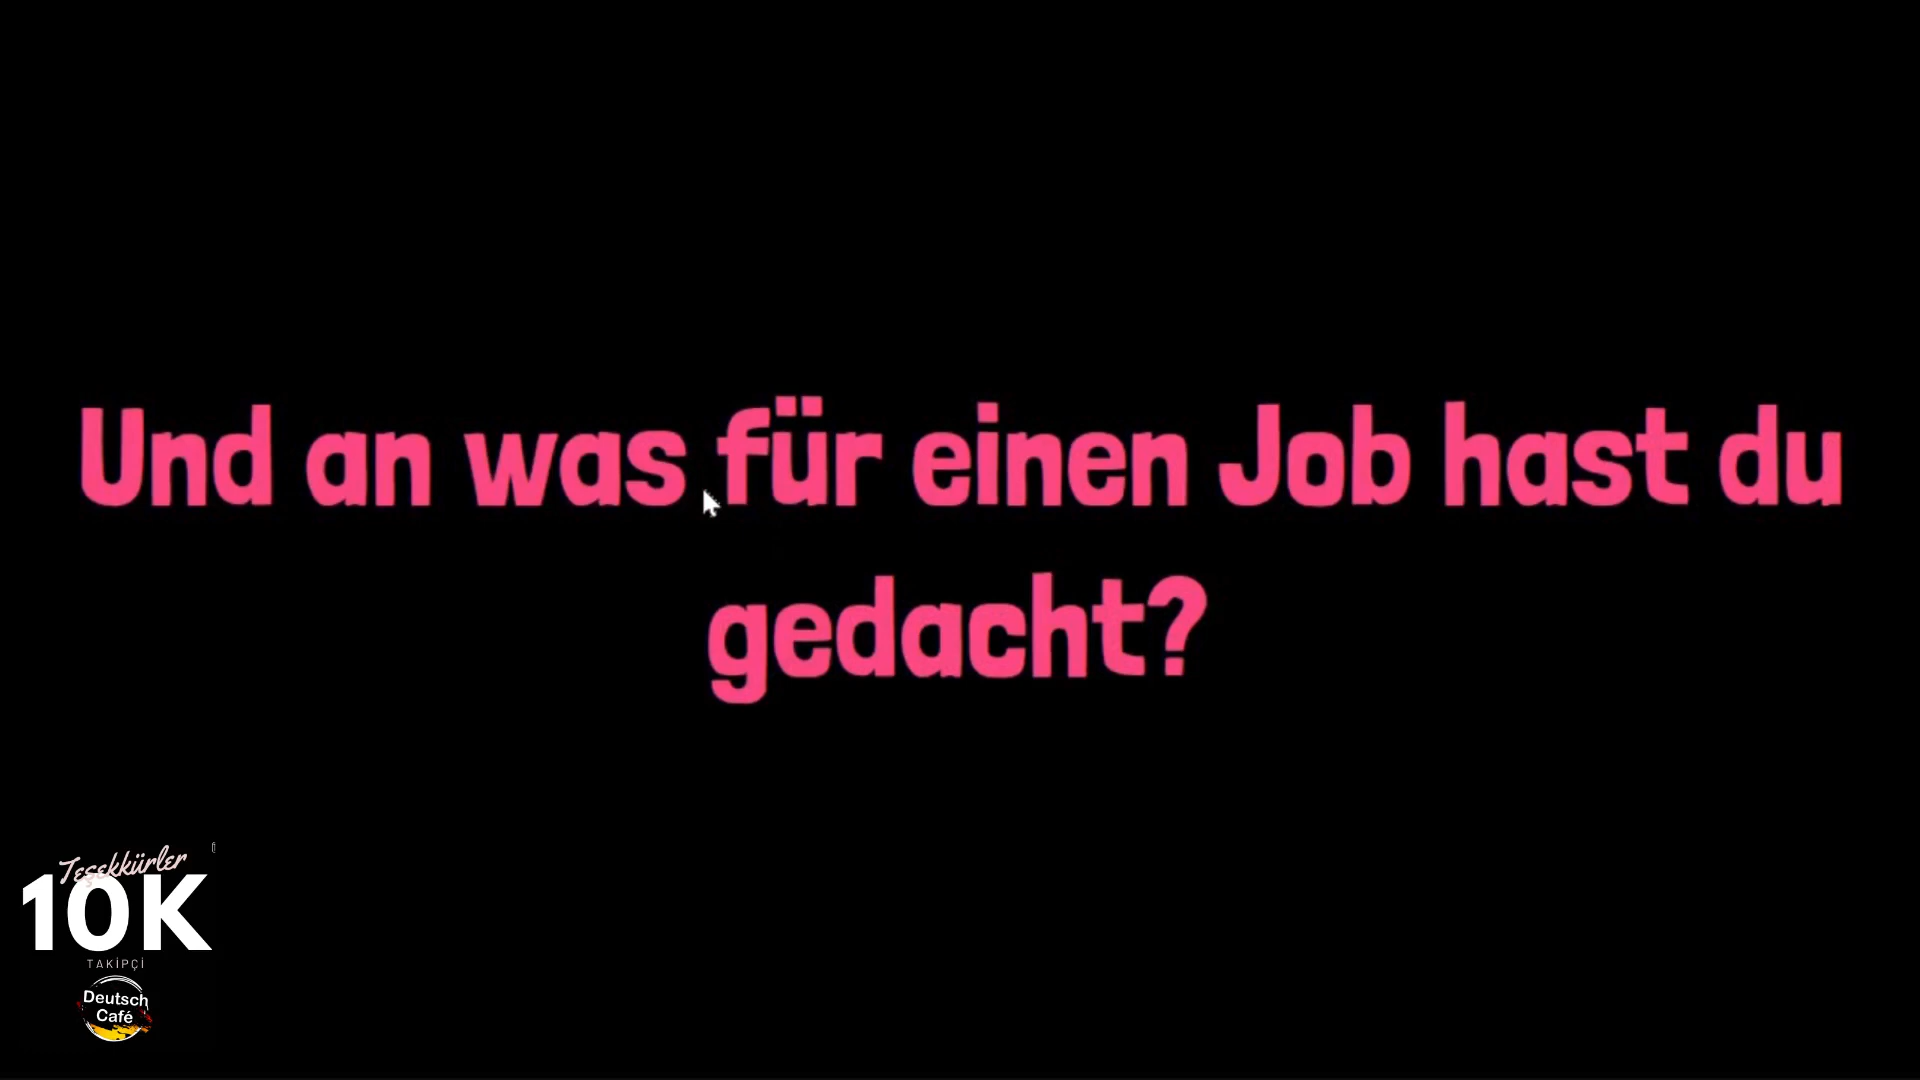 Und an was für einen Job hast du
gedacht?
Teşekkürler
10K
TAKİPÇİ
Deutsch
Café